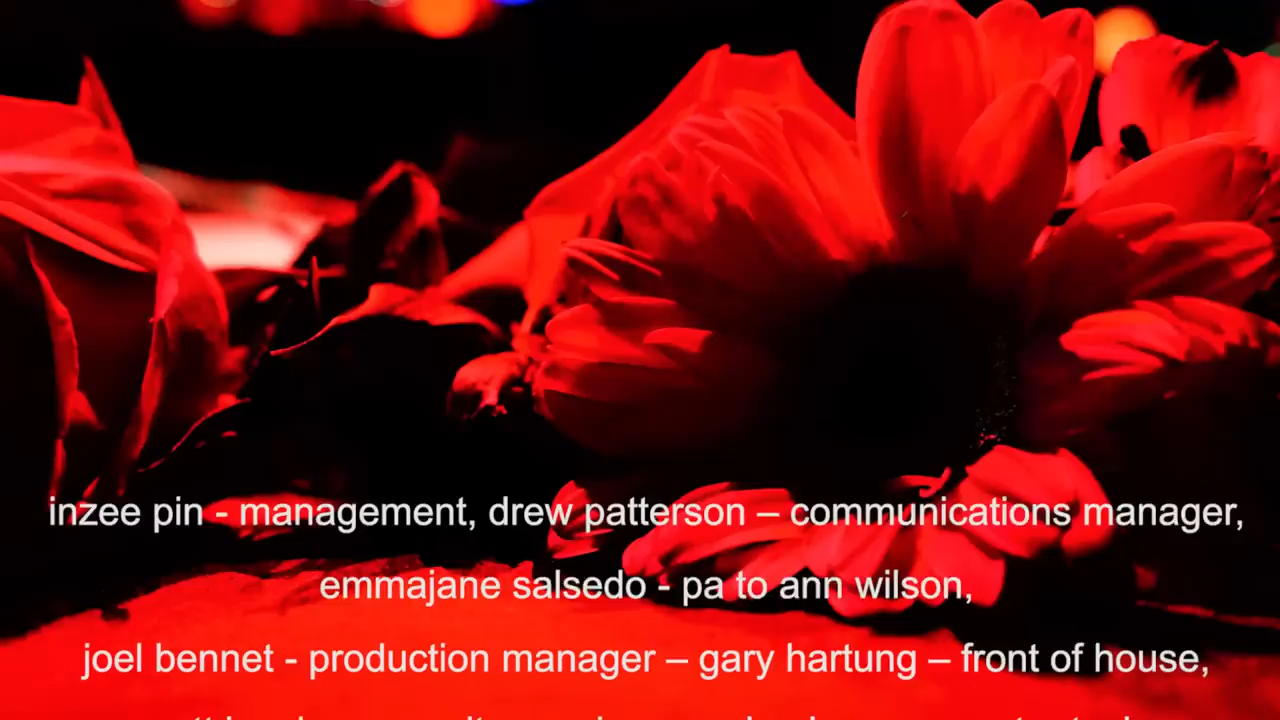 inzee pin - management, drew patterson – communications manager,
emmajane salsedo - pa to ann wilson,
joel bennet - production manager – gary hartung – front of house,